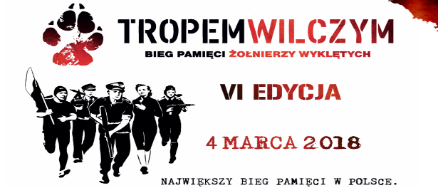 TROPEMWILCZYM
BIEG PAMIĘCI ŻOŁNIERZY WYKLĘTYCH
VI EDYCJA
4 MARCA 2018
NAJWIĘKSZY BIEG PAMIĘCI W POLSCE.